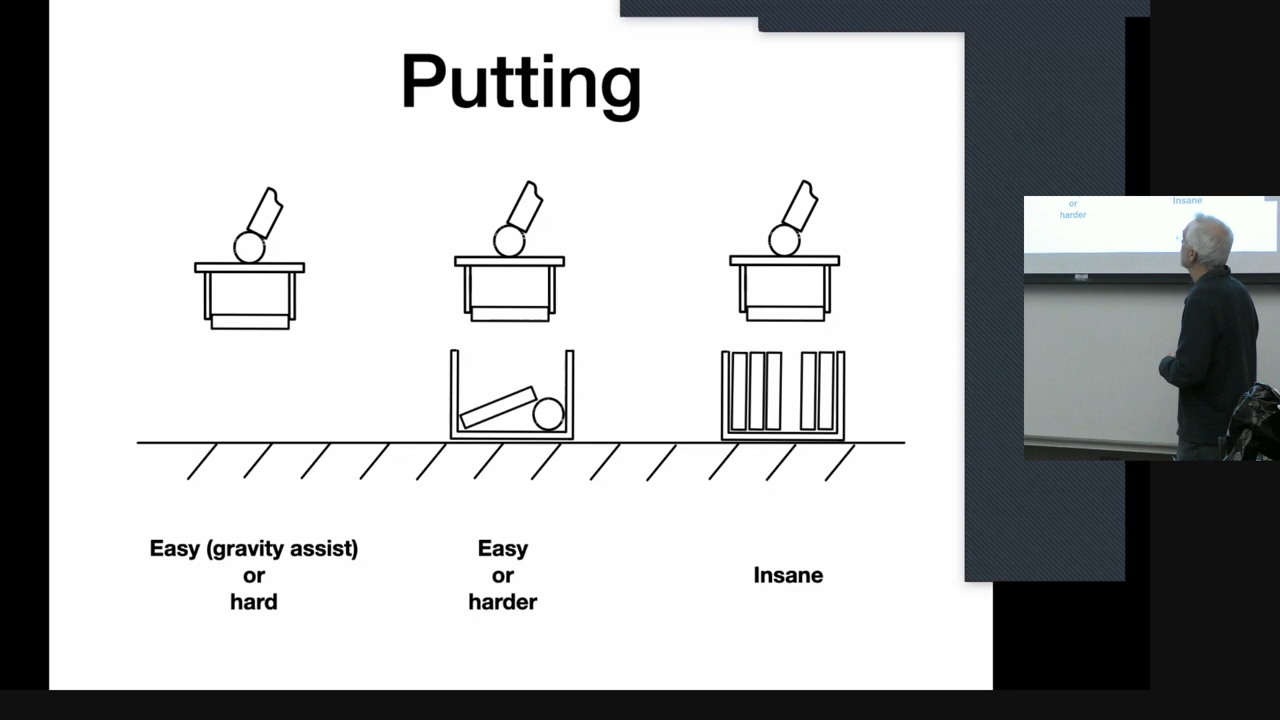 Putting
Easy (gravity assist)
or
hard
Easy
or
harder
Insane
or
harder
Insane